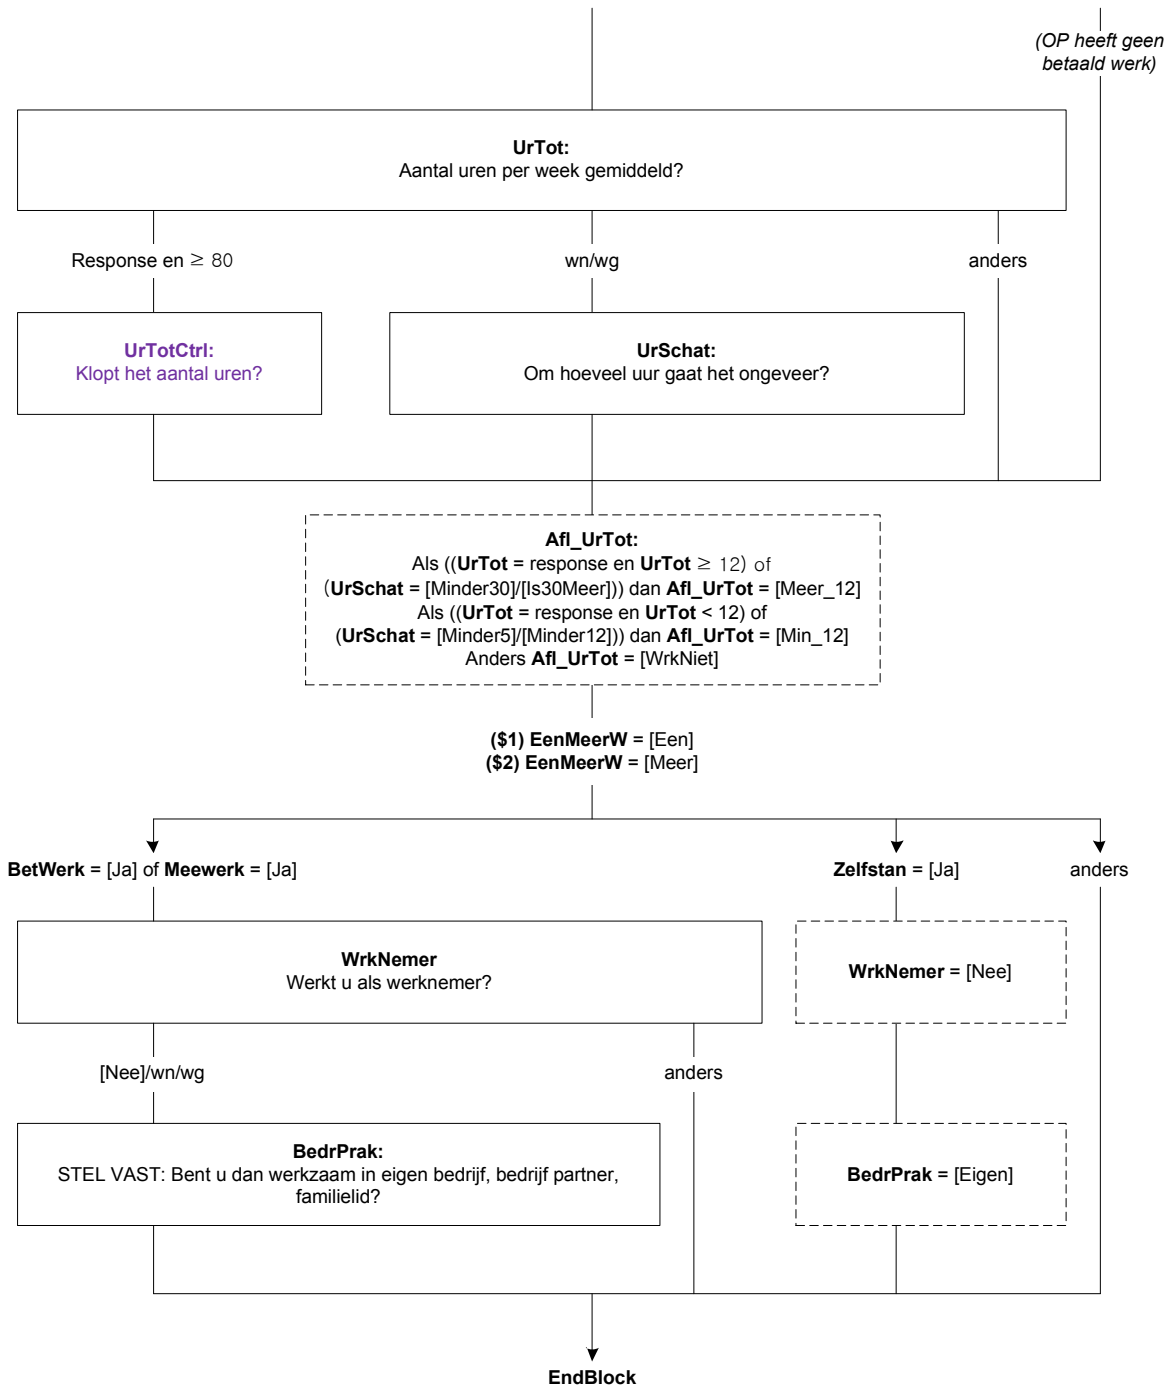 (OP heeft geen
betaald werk)
UrTot:
Aantal uren per week gemiddeld?
Response en ≥ 80
wn/wg
anders
UrTotCtrl:
Klopt het aantal uren?
UrSchat:
Om hoeveel uur gaat het ongeveer?
Afl_UrTot:
Als ((UrTot = response en UrTot ≥ 12) of
(UrSchat = [Minder30]/[Is30Meer])) dan Afl_UrTot = [Meer_12]
Als ((UrTot = response en UrTot < 12) of
(UrSchat = [Minder5]/[Minder12])) dan Afl_UrTot = [Min_12]
Anders Afl_UrTot = [WrkNiet]
($1) EenMeerW = [Een]
($2) EenMeerW = [Meer]
BetWerk = [Ja] of Meewerk = [Ja]
Zelfstan = [Ja]
anders
WrkNemer
Werkt u als werknemer?
WrkNemer = [Nee]
[Nee]/wn/wg
anders
BedrPrak:
STEL VAST: Bent u dan werkzaam in eigen bedrijf, bedrijf partner,
familielid?
BedrPrak = [Eigen]
EndBlock